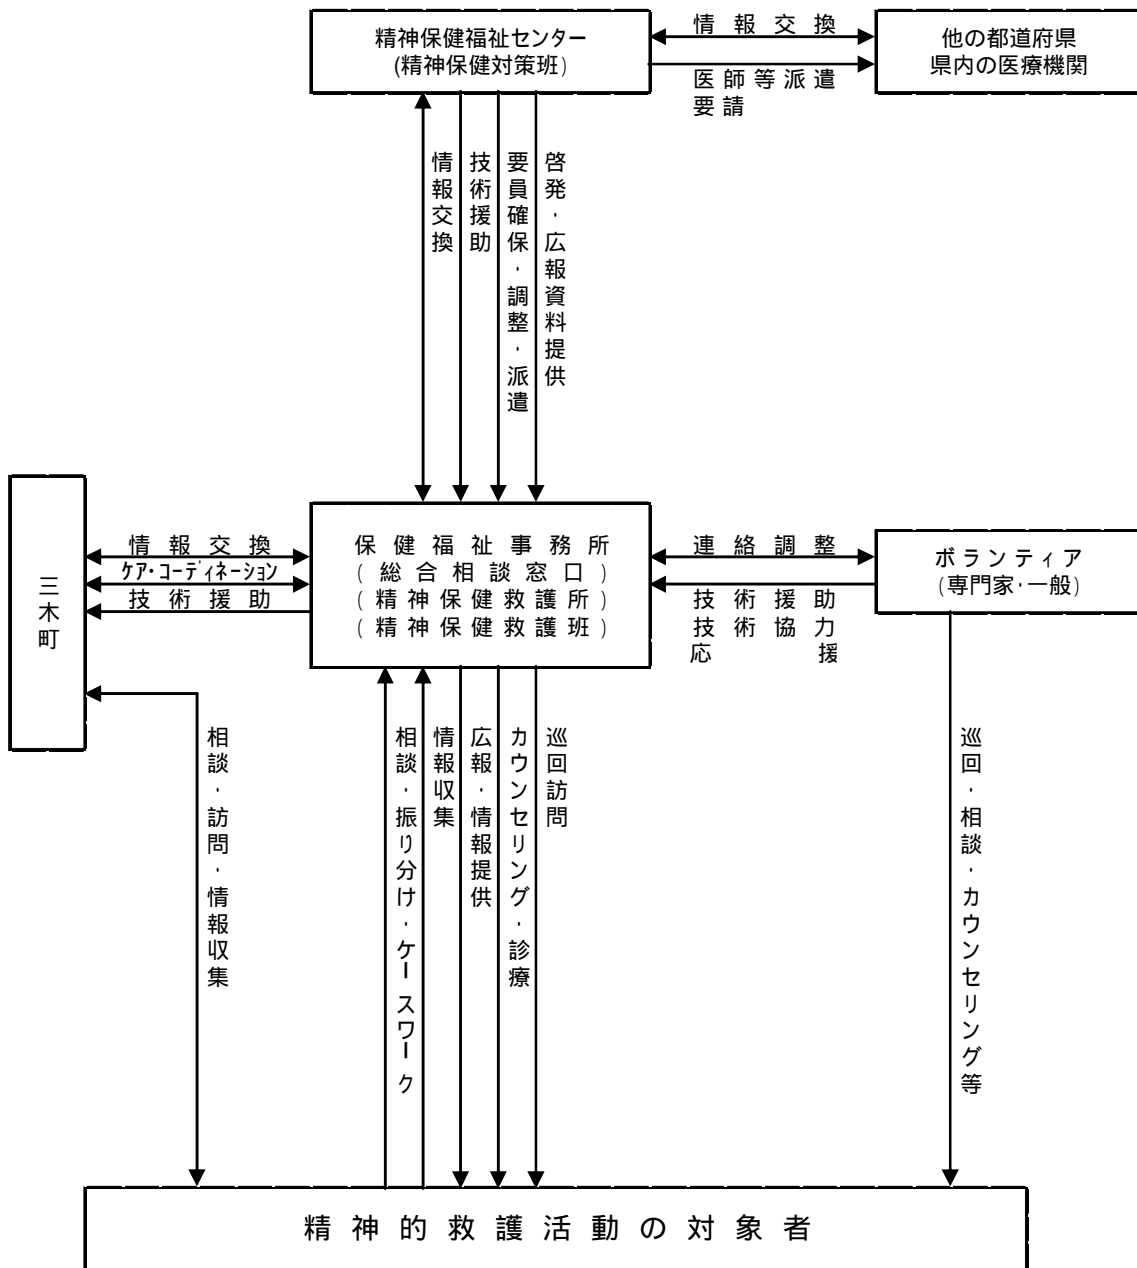 精神保健福祉センター
(精神保健対策班)
情報交換
医師等派遣
要請
他の都道府県
県内の医療機関
情報交換
技術援助
要員確保・調整・派遣
啓発・広報資料提供
三木町
情報交換
ケア・コーディネーション
技術援助
保健福祉事務所
(総合相談窓口)
(精神保健救護所)
(精神保健救護班)
連絡調整
技術援助
技術協力
応援
ボランティア
(専門家・一般)
相談・訪問・情報収集
相談・振り分け・ケースワーク
情報収集
広報・情報提供
カウンセリング・診療
巡回訪問
巡回・相談・カウンセリング等
精神的救護活動の対象者